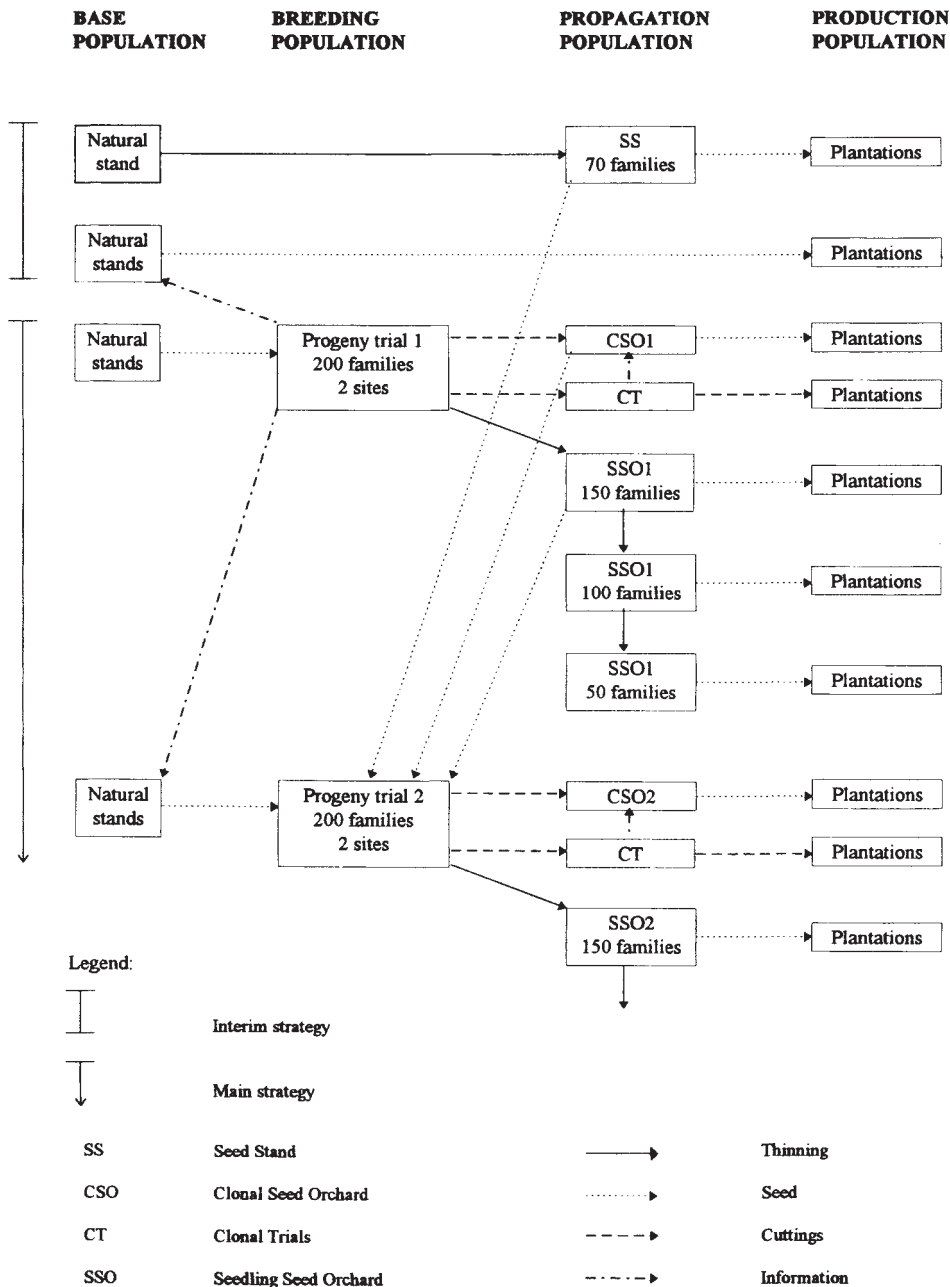 BASE POPULATION
BREEDING POPULATION
PROPAGATION POPULATION
PRODUCTION POPULATION
Natural stand
SS
70 families
Plantations
Natural stands
Plantations
Natural stands
Progeny trial 1
200 families
2 sites
CSO1
Plantations
CT
Plantations
SSO1
150 families
Plantations
SSO1
100 families
Plantations
SSO1
50 families
Plantations
Natural stands
Progeny trial 2
200 families
2 sites
CSO2
Plantations
CT
Plantations
SSO2
150 families
Plantations
Legend:
Interim strategy
Main strategy
SS Seed Stand Thinning
CSO Clonal Seed Orchard Seed
CT Clonal Trials Cuttings
SSO Seedling Seed Orchard Information